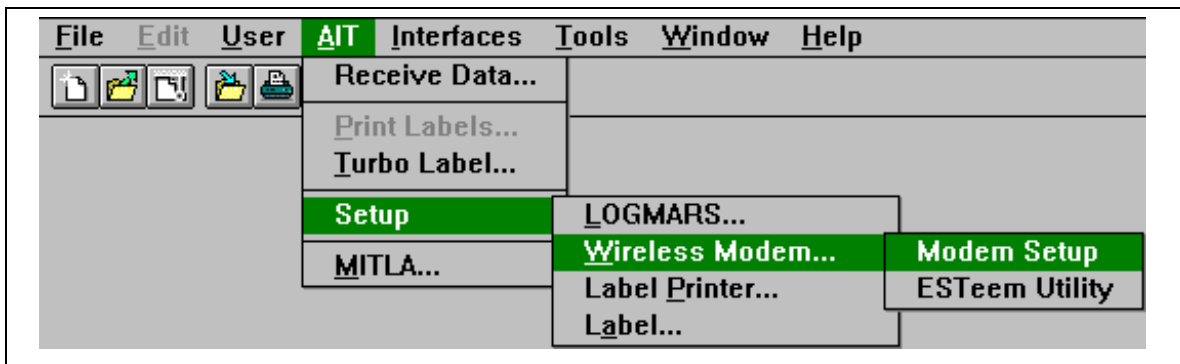 File Edit User AIT Interfaces Tools Window Help
Receive Data...
Print Labels...
Turbo Label...
Setup
MITLA...
LOGMARS...
Wireless Modem...
Label Printer...
Label...
Modem Setup
ESTeem Utility